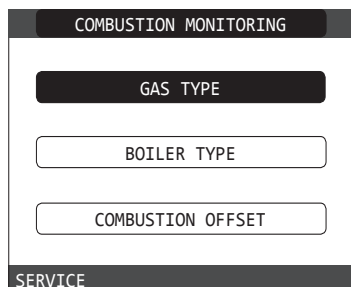 COMBUSTION MONITORING
GAS TYPE
BOILER TYPE
COMBUSTION OFFSET
SERVICE